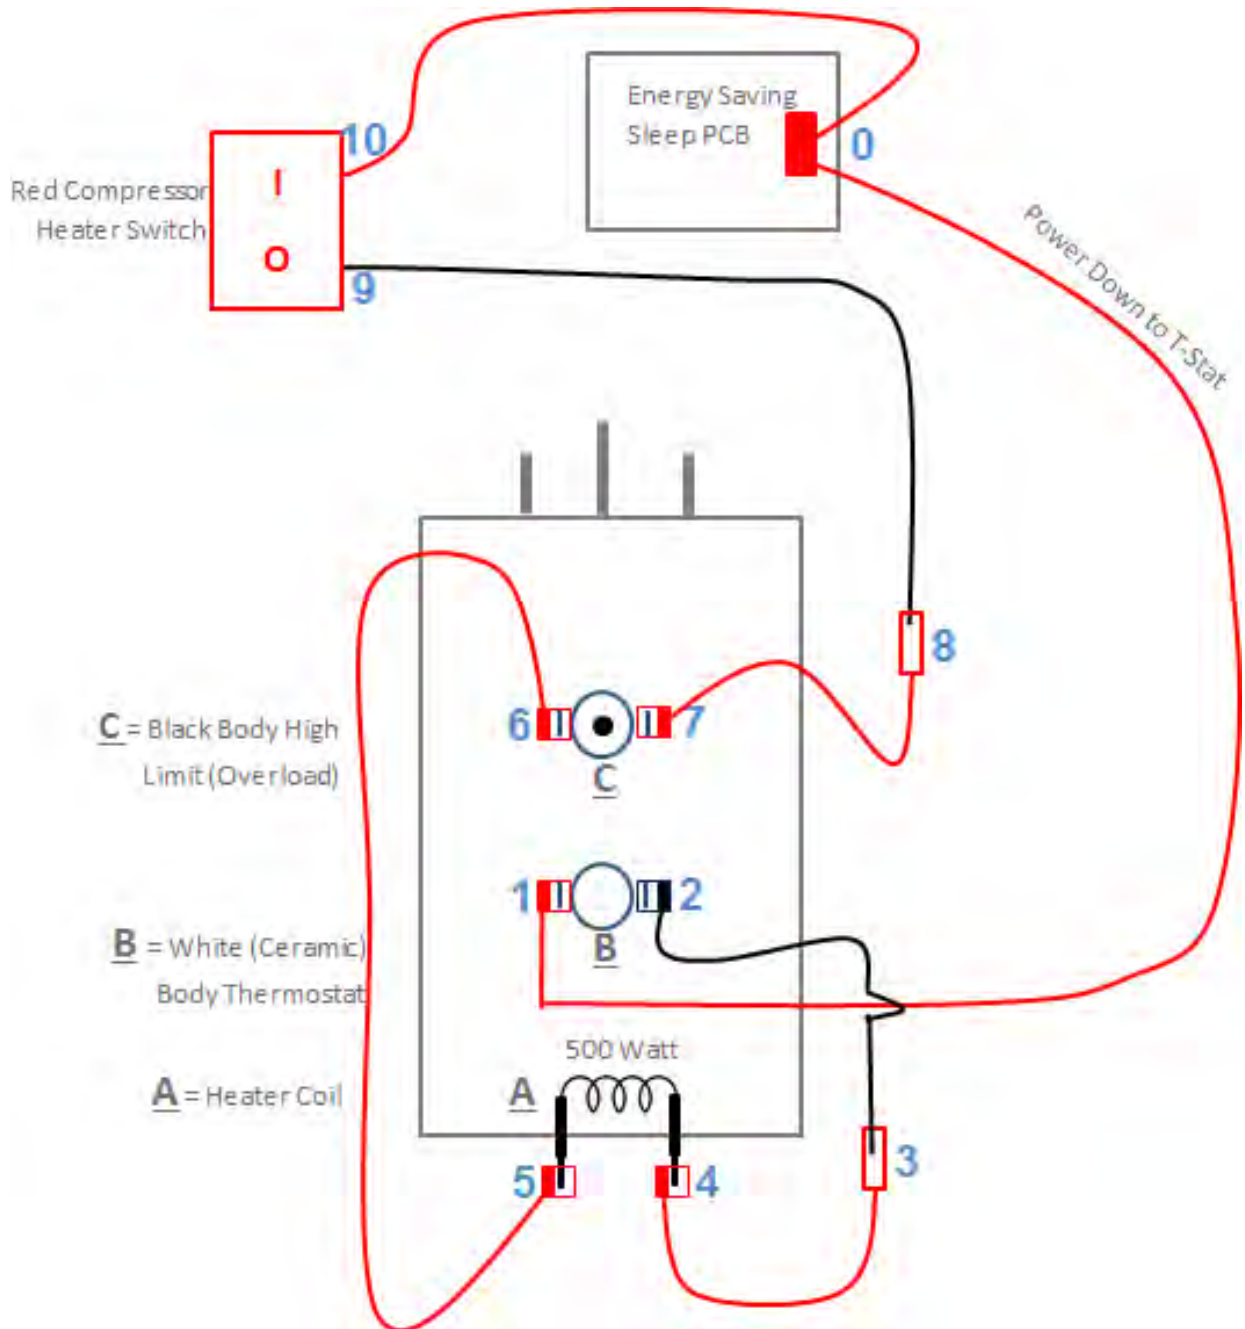 Energy Saving
Sleep PCB
0
10
Red Compressor
Heater Switch
I
O
9
Power Down to T-Stat
8
C = Black Body High
Limit (Overload)
6
7
C
1
2
B
B = White (Ceramic)
Body Thermostat
500 Watt
A = Heater Coil
A
5
4
3